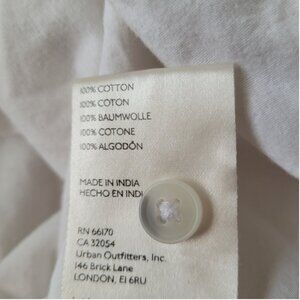 100% COTTON
100% COTON
100% BAUMWOLLE
100% COTONE
100% ALGODÓN
MADE IN INDIA
HECHO EN INDI
RN 66170
CA 32054
Urban Outfitters, Inc.
146 Brick Lane
LONDON, E1 6RU